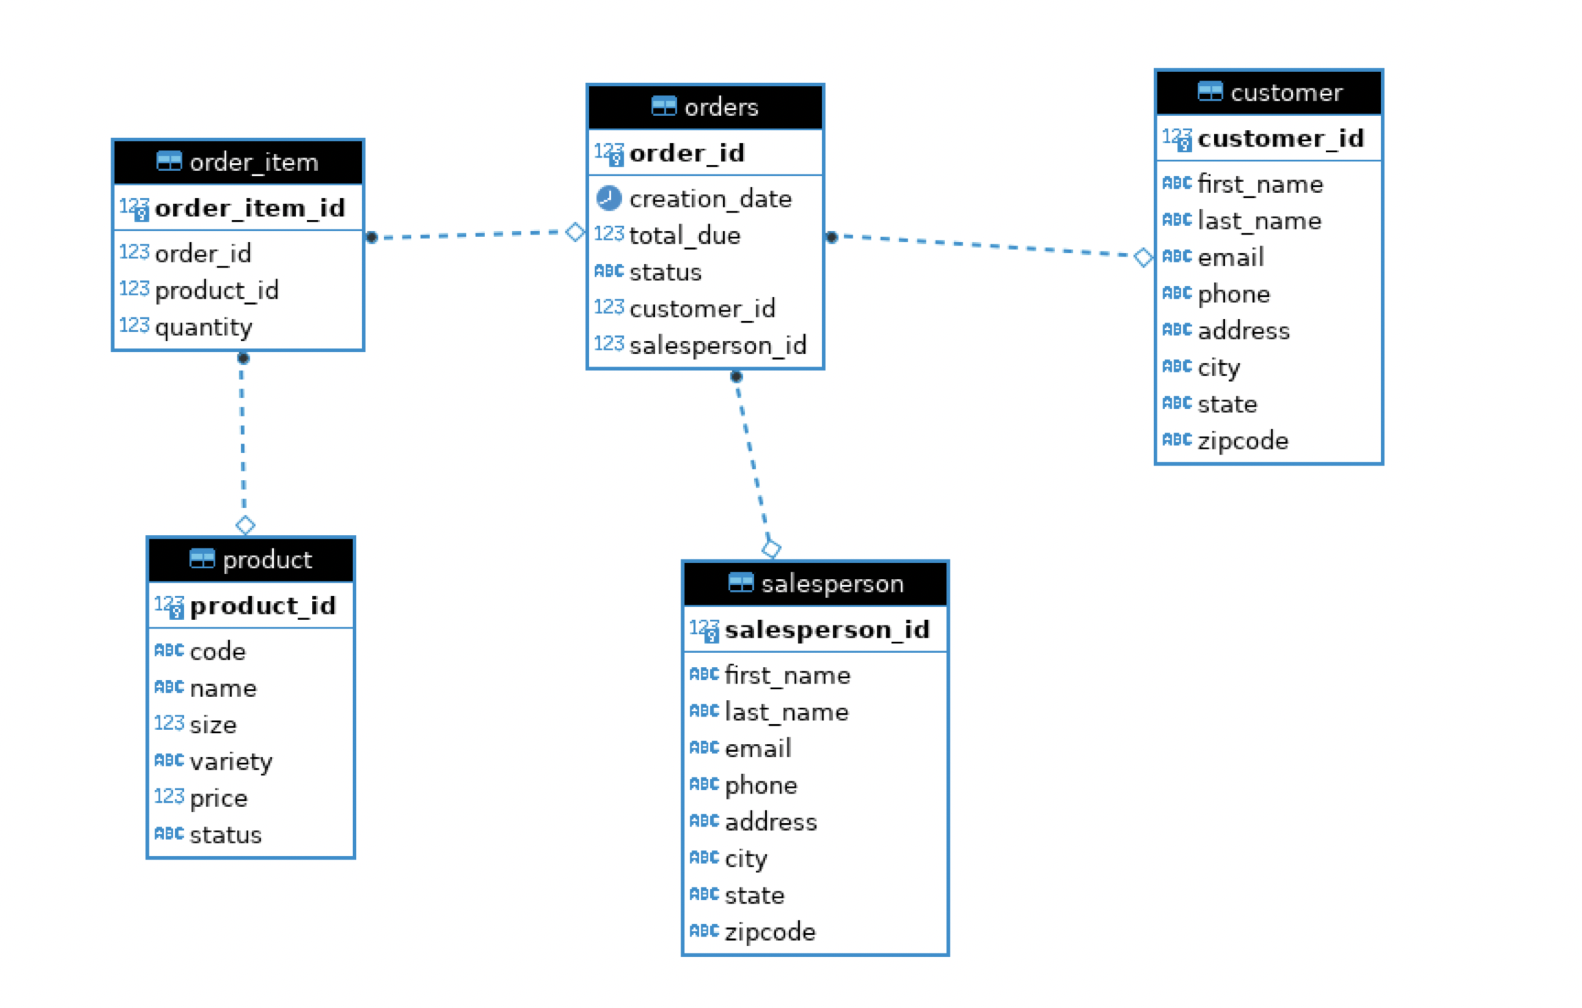 order_item
123 order_item_id
123 order_id
123 product_id
123 quantity
orders
123 order_id
creation_date
123 total_due
ABC status
123 customer_id
123 salesperson_id
customer
123 customer_id
ABC first_name
ABC last_name
ABC email
ABC phone
ABC address
ABC city
ABC state
ABC zipcode
product
123 product_id
ABC code
ABC name
123 size
ABC variety
123 price
ABC status
salesperson
123 salesperson_id
ABC first_name
ABC last_name
ABC email
ABC phone
ABC address
ABC city
ABC state
ABC zipcode